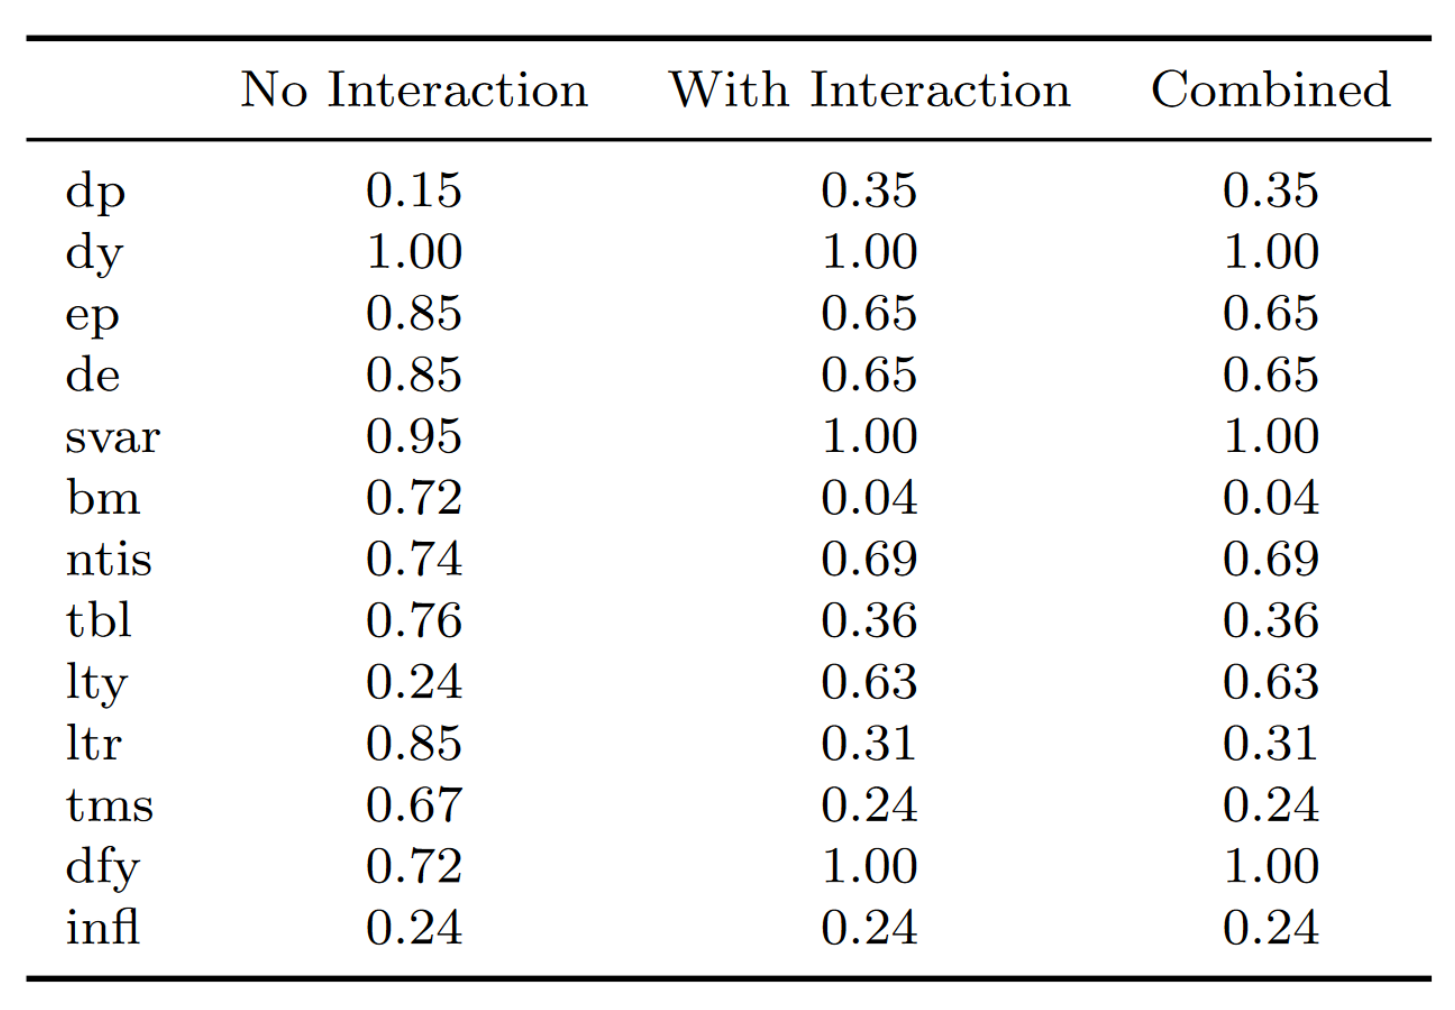 No Interaction With Interaction Combined
dp 0.15 0.35 0.35
dy 1.00 1.00 1.00
ep 0.85 0.65 0.65
de 0.85 0.65 0.65
svar 0.95 1.00 1.00
bm 0.72 0.04 0.04
ntis 0.74 0.69 0.69
tbl 0.76 0.36 0.36
lty 0.24 0.63 0.63
ltr 0.85 0.31 0.31
tms 0.67 0.24 0.24
dfy 0.72 1.00 1.00
infl 0.24 0.24 0.24